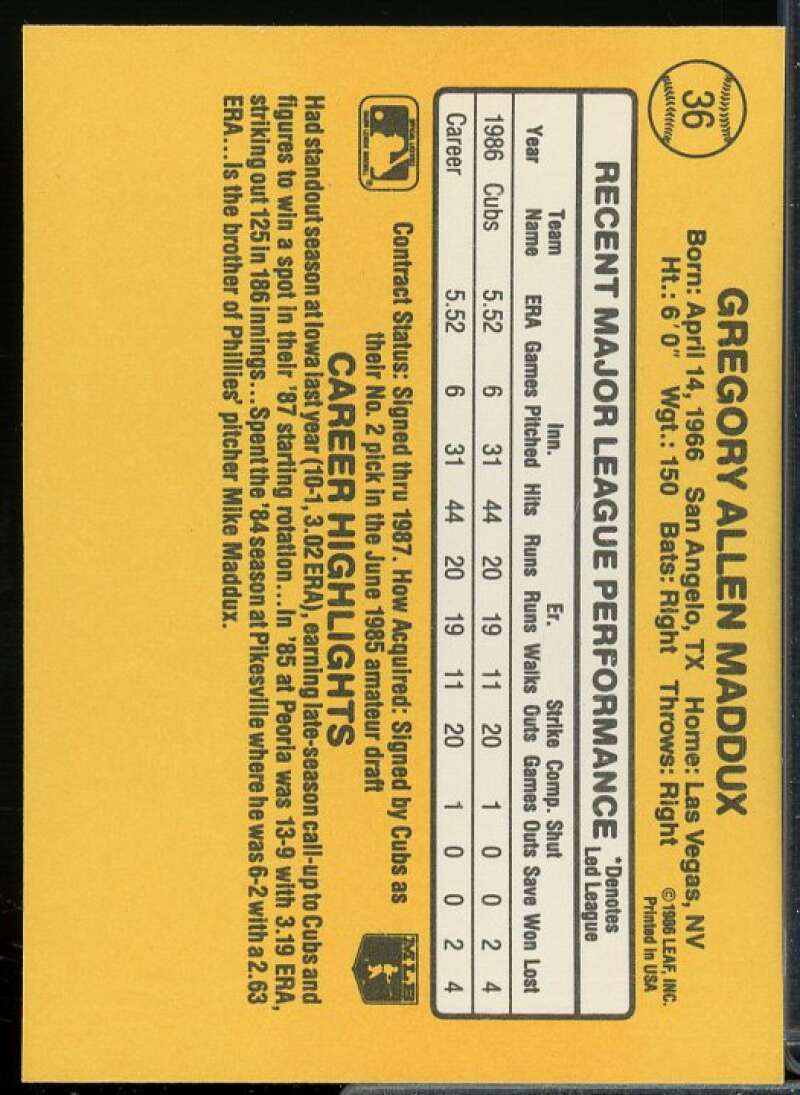 36
GREGORY ALLEN MADDUX
Born: April 14, 1966 San Angelo, TX Home: Las Vegas, NV
Ht.: 6'0" Wgt.: 150 Bats: Right Throws: Right
©1986 LEAF, INC.
Printed In USA
RECENT MAJOR LEAGUE PERFORMANCE *Denotes Led League
Team Inn. Er. Strike Comp. Shut
Year Name ERA Games Pitched Hits Runs Runs Walks Outs Games Outs Save Won Lost
1986 Cubs 5.52 6 31 44 20 19 11 20 1 0 0 2 4
Career 5.52 6 31 44 20 19 11 20 1 0 0 2 4
Contract Status: Signed thru 1987. How Acquired: Signed by Cubs as
their No. 2 pick in the June 1985 amateur draft
MLB
CAREER HIGHLIGHTS
Had standout season at Iowa last year (10-1, 3.02 ERA), earning late-season call-up to Cubs and
figures to win a spot in their '87 starting rotation...In '85 at Peoria was 13-9 with 3.19 ERA,
striking out 125 in 186 innings...Spent the '84 season at Pikesville where he was 6-2 with a 2.63
ERA...Is the brother of Phillies' pitcher Mike Maddux.